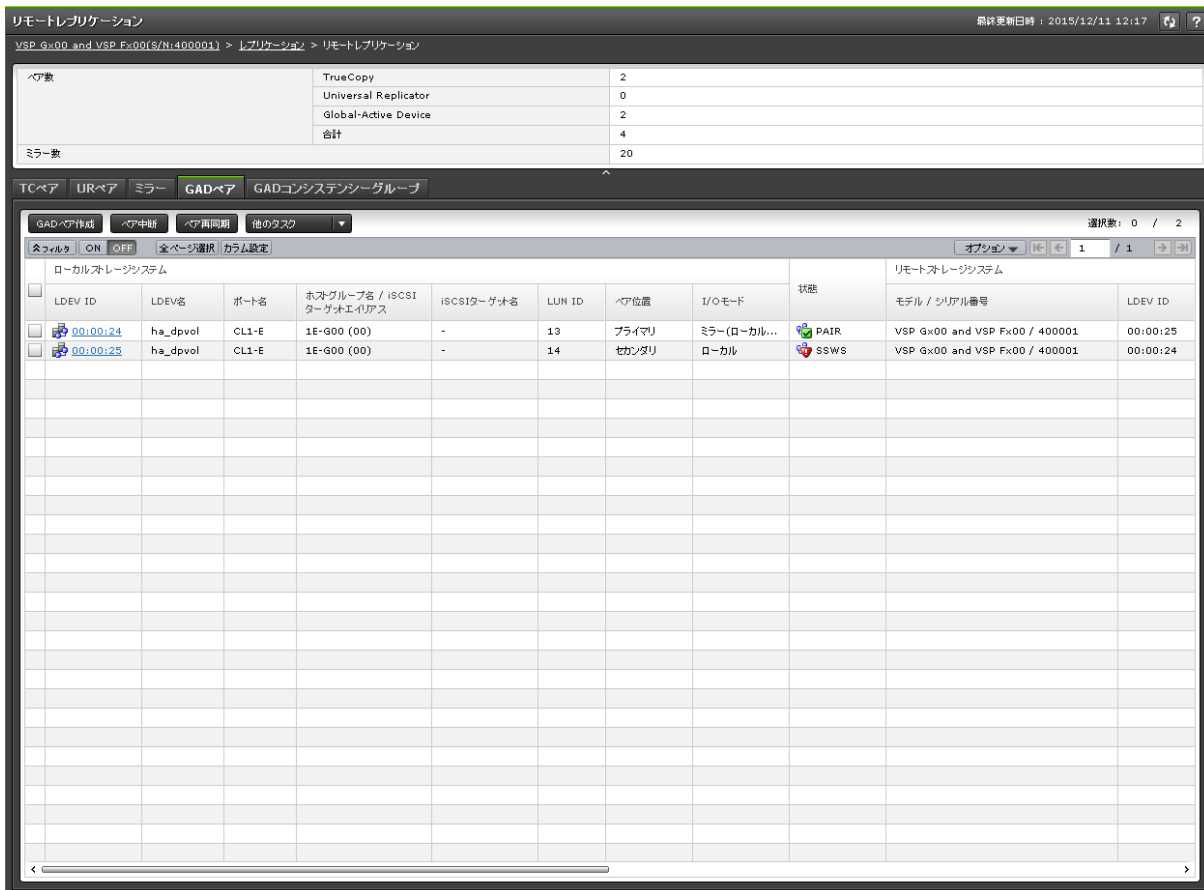 リモートレプリケーション
最終更新日時 : 2015/12/11 12:17
?
VSP Gx00 and VSP Fx00(S/N:400001) > レプリケーション > リモートレプリケーション
ペア数 TrueCopy 2
Universal Replicator 0
Global-Active Device 2
合計 4
ミラー数 20
TCペア URペア ミラー GADペア GADコンシステンシーグループ
GADペア作成 ペア中断 ペア再同期 他のタスク 選択数: 0 / 2
フィルタ ON OFF 全ページ選択 カラム設定 オプション 1 / 1
ローカルストレージシステム 状態 リモートストレージシステム
LDEV ID LDEV名 ポート名 ホストグループ名 / iSCSI ターゲットエイリアス iSCSIターゲット名 LUN ID ペア位置 I/Oモード モデル / シリアル番号 LDEV ID
00:00:24 ha_dpvol CL1-E 1E-G00 (00) - 13 プライマリ ミラー(ローカル... PAIR VSP Gx00 and VSP Fx00 / 400001 00:00:25
00:00:25 ha_dpvol CL1-E 1E-G00 (00) - 14 セカンダリ ローカル SSWS VSP Gx00 and VSP Fx00 / 400001 00:00:24